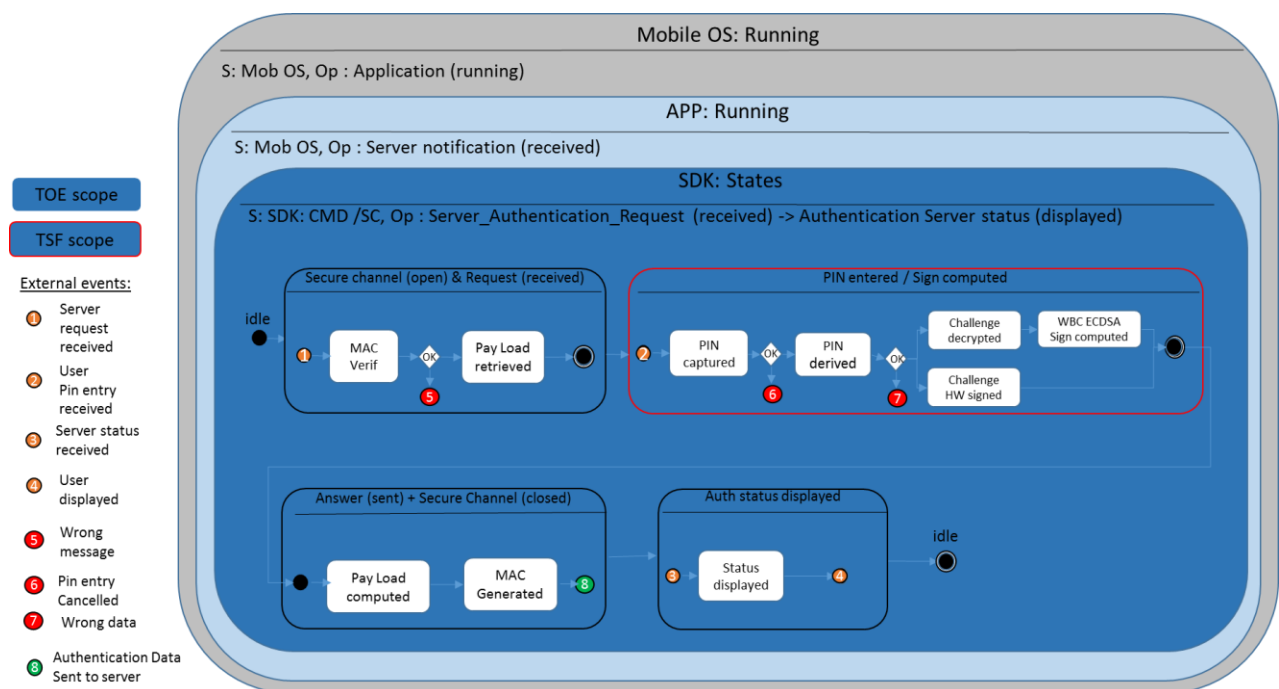 Mobile OS: Running
S: Mob OS, Op : Application (running)
APP: Running
S: Mob OS, Op : Server notification (received)
SDK: States
S: SDK: CMD /SC, Op : Server_Authentication_Request (received) -> Authentication Server status (displayed)
TOE scope
TSF scope
External events:
1
Server
request
received
2
User
Pin entry
received
3
Server status
received
4
User
displayed
5
Wrong
message
6
Pin entry
Cancelled
7
Wrong data
8
Authentication Data
Sent to server
Secure channel (open) & Request (received)
idle
1
MAC
Verif
OK
5
Pay Load
retrieved
PIN entered / Sign computed
2
PIN
captured
OK
6
PIN
derived
OK
7
Challenge
decrypted
WBC ECDSA
Sign computed
Challenge
HW signed
Answer (sent) + Secure Channel (closed)
Pay Load
computed
MAC
Generated
8
Auth status displayed
3
Status
displayed
4
idle